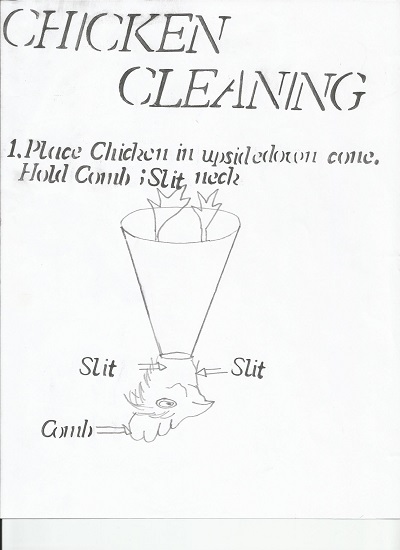 CHICKEN
CLEANING
1. Place Chicken in upsidedown cone.
Hold Comb ; Slit neck
Slit
Slit
Comb